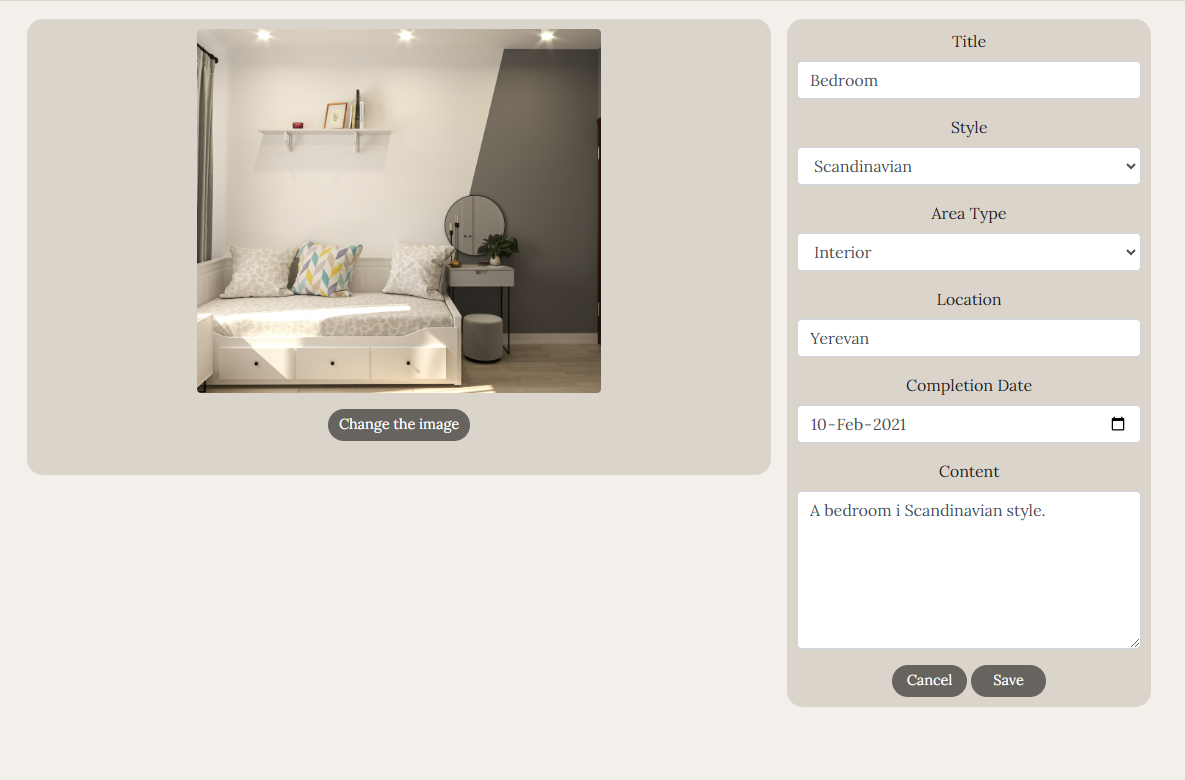 Change the image
Title
Bedroom
Style
Scandinavian
Area Type
Interior
Location
Yerevan
Completion Date
10-Feb-2021
Content
A bedroom i Scandinavian style.
Cancel
Save